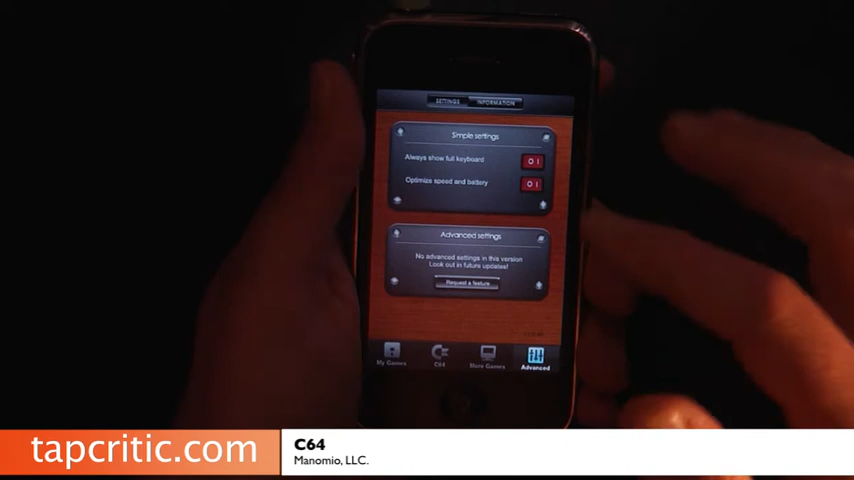 SETTINGS INFORMATION
Simple settings
Always show full keyboard
Optimize speed and battery
Advanced settings
No advanced settings in this version
Look out in future updates!
Request a feature
My Games C64 More Games Advanced
tapcritic.com
C64
Manomio, LLC.